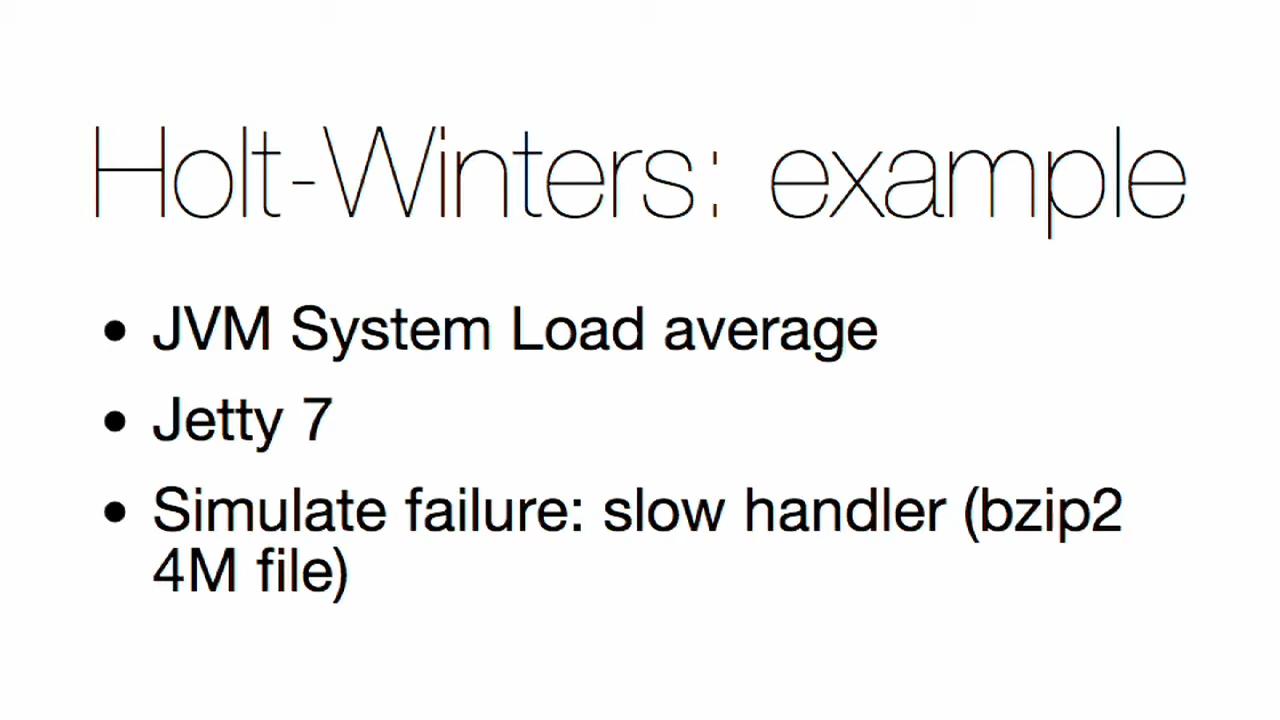 Holt-Winters: example
• JVM System Load average
• Jetty 7
• Simulate failure: slow handler (bzip2
4M file)